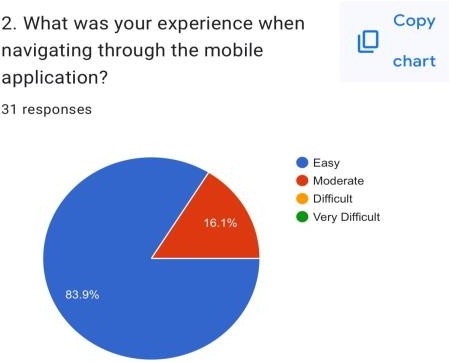 2. What was your experience when
navigating through the mobile
application?
Copy
chart
31 responses
Easy
Moderate
Difficult
Very Difficult
16.1%
83.9%